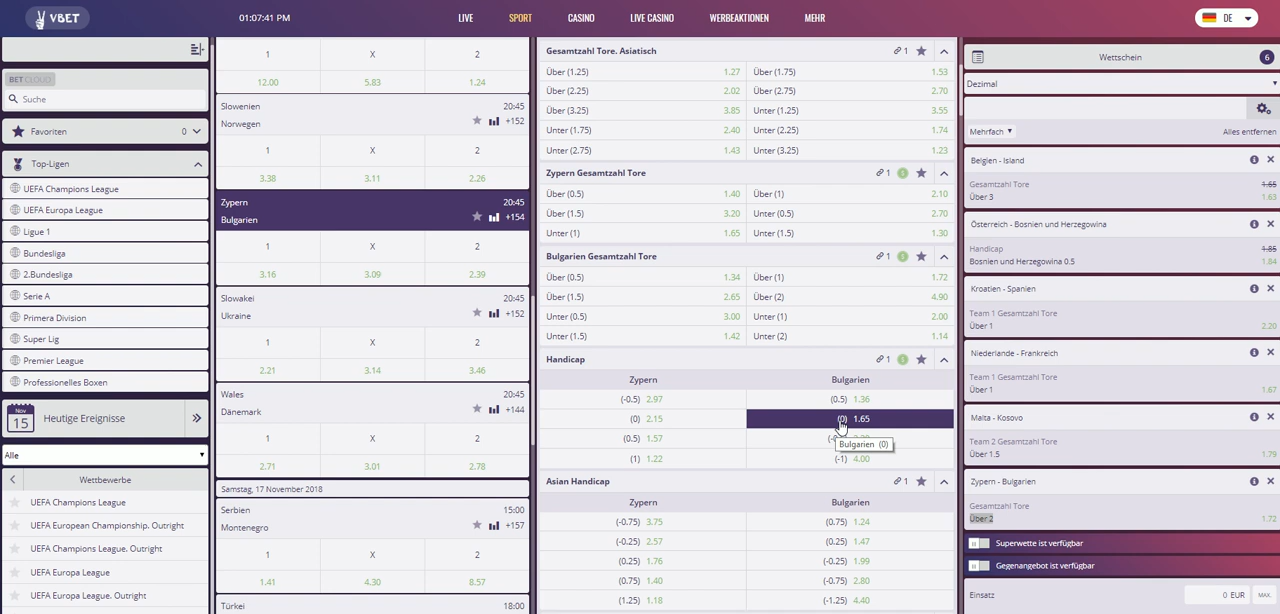 VBET
01:07:41 PM
LIVE
SPORT
CASINO
LIVE CASINO
WERBEAKTIONEN
MEHR
DE
BET CLOUD
Suche
Favoriten 0
Top-Ligen
UEFA Champions League
UEFA Europa League
Ligue 1
Bundesliga
2.Bundesliga
Serie A
Primera Division
Super Lig
Premier League
Professionelles Boxen
Nov 15 Heutige Ereignisse
Alle
Wettbewerbe
UEFA Champions League
UEFA European Championship. Outright
UEFA Champions League. Outright
UEFA Europa League
UEFA Europa League. Outright
1 X 2
12.00 5.83 1.24
Slowenien 20:45
Norwegen +152
1 X 2
3.38 3.11 2.26
Zypern 20:45
Bulgarien +154
1 X 2
3.16 3.09 2.39
Slowakei 20:45
Ukraine +152
1 X 2
2.21 3.14 3.46
Wales 20:45
Dänemark +144
1 X 2
2.71 3.01 2.78
Samstag, 17 November 2018
Serbien 15:00
Montenegro +157
1 X 2
1.41 4.30 8.57
Türkei 18:00
Gesamtzahl Tore. Asiatisch 1
Über (1.25) 1.27 Über (1.75) 1.53
Über (2.25) 2.02 Über (2.75) 2.70
Über (3.25) 3.85 Unter (1.25) 3.55
Unter (1.75) 2.40 Unter (2.25) 1.74
Unter (2.75) 1.43 Unter (3.25) 1.23
Zypern Gesamtzahl Tore 1
Über (0.5) 1.40 Über (1) 2.10
Über (1.5) 3.20 Unter (0.5) 2.70
Unter (1) 1.65 Unter (1.5) 1.30
Bulgarien Gesamtzahl Tore 1
Über (0.5) 1.34 Über (1) 1.72
Über (1.5) 2.65 Über (2) 4.90
Unter (0.5) 3.00 Unter (1) 2.00
Unter (1.5) 1.42 Unter (2) 1.14
Handicap 1
Zypern Bulgarien
(-0.5) 2.97 (0.5) 1.36
(0) 2.15 (0) 1.65
(0.5) 1.57
Bulgarien (0)
(1) 1.22 (-1) 4.00
Asian Handicap 1
Zypern Bulgarien
(-0.75) 3.75 (0.75) 1.24
(-0.25) 2.57 (0.25) 1.47
(0.25) 1.76 (-0.25) 1.99
(0.75) 1.40 (-0.75) 2.80
(1.25) 1.18 (-1.25) 4.40
Wettschein 6
Dezimal
Mehrfach Alles entfernen
Belgien - Island
Gesamtzahl Tore 1.65
Über 3 1.63
Österreich - Bosnien und Herzegowina
Handicap 1.85
Bosnien und Herzegowina 0.5 1.84
Kroatien - Spanien
Team 1 Gesamtzahl Tore
Über 1 2.20
Niederlande - Frankreich
Team 1 Gesamtzahl Tore
Über 1 1.67
Malta - Kosovo
Team 2 Gesamtzahl Tore
Über 1.5 1.79
Zypern - Bulgarien
Gesamtzahl Tore
Über 2 1.72
Superwette ist verfügbar
Gegenangebot ist verfügbar
Einsatz 0 EUR MAX.